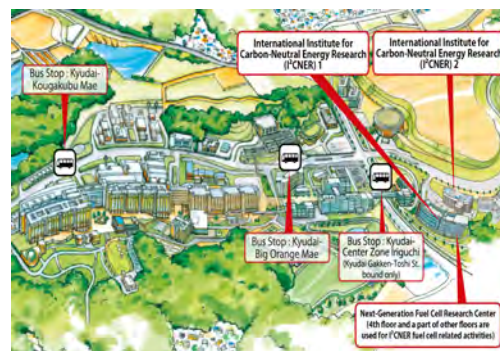 International Institute for
Carbon-Neutral Energy Research
(I²CNER) 1
International Institute for
Carbon-Neutral Energy Research
(I²CNER) 2
Bus Stop : Kyudai-
Kougakubu Mae
Bus Stop : Kyudai-
Big Orange Mae
Bus Stop : Kyudai-
Center Zone Iriguchi
(Kyudai Gakken-Toshi St.
bound only)
Next-Generation Fuel Cell Research Center
(4th floor and a part of other floors are
used for I²CNER fuel cell related activities)